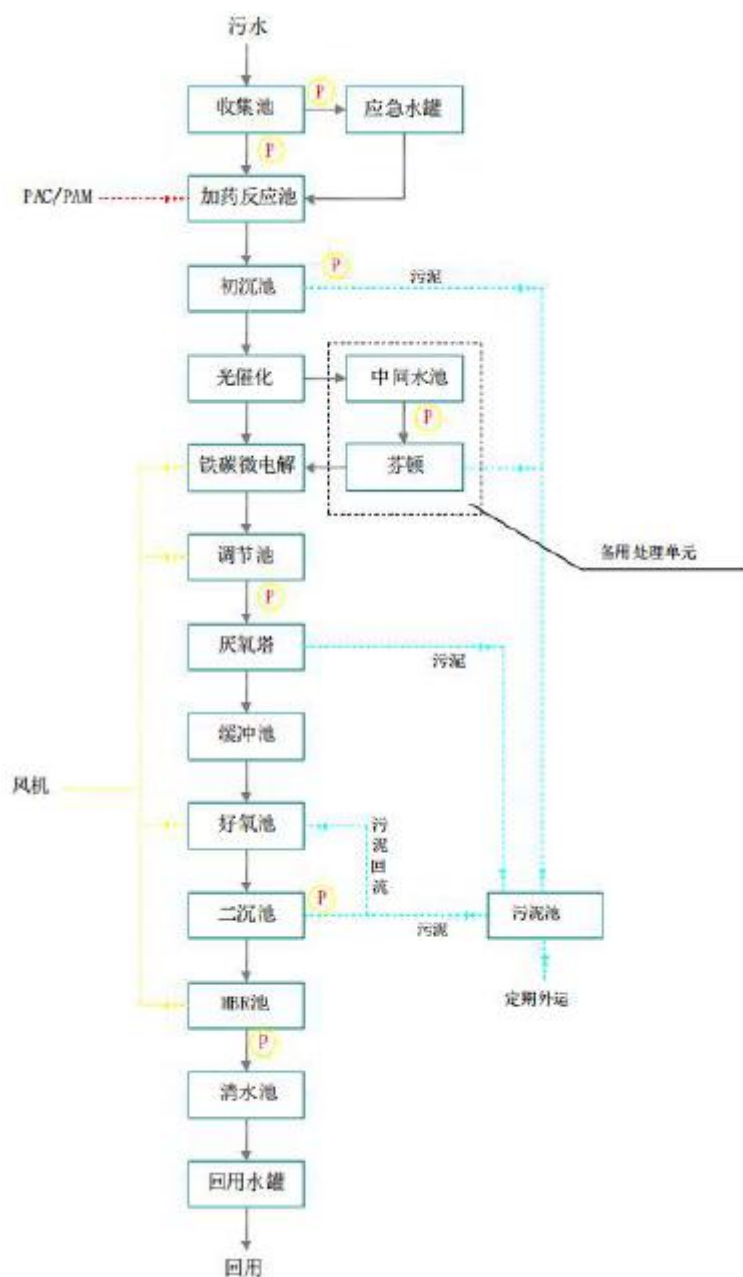 污水
P
收集池
应急水罐
P
PAC/PAM
加药反应池
P
初沉池
污泥
光催化
中间水池
P
铁碳微电解
芬顿
备用处理单元
调节池
P
厌氧塔
污泥
缓冲池
风机
好氧池
污泥回流
P
二沉池
污泥
污泥池
MBR池
定期外运
P
清水池
回用水罐
回用